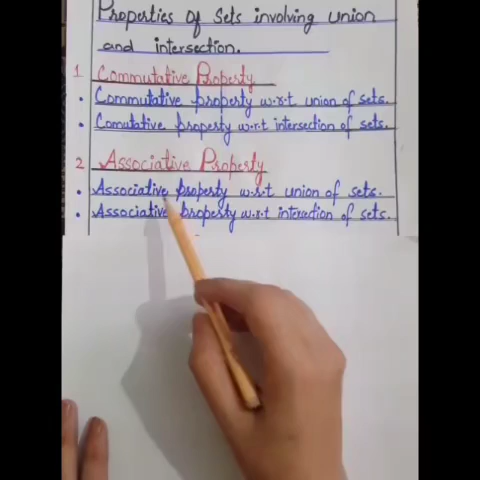 Properties of Sets involving union
and intersection.
1 Commutative Property
• Commutative property w.r.t union of sets.
• Comutative property w.r.t intersection of sets.
2 Associative Property
• Associative property w.r.t union of sets.
• Associative property w.r.t intersection of sets.